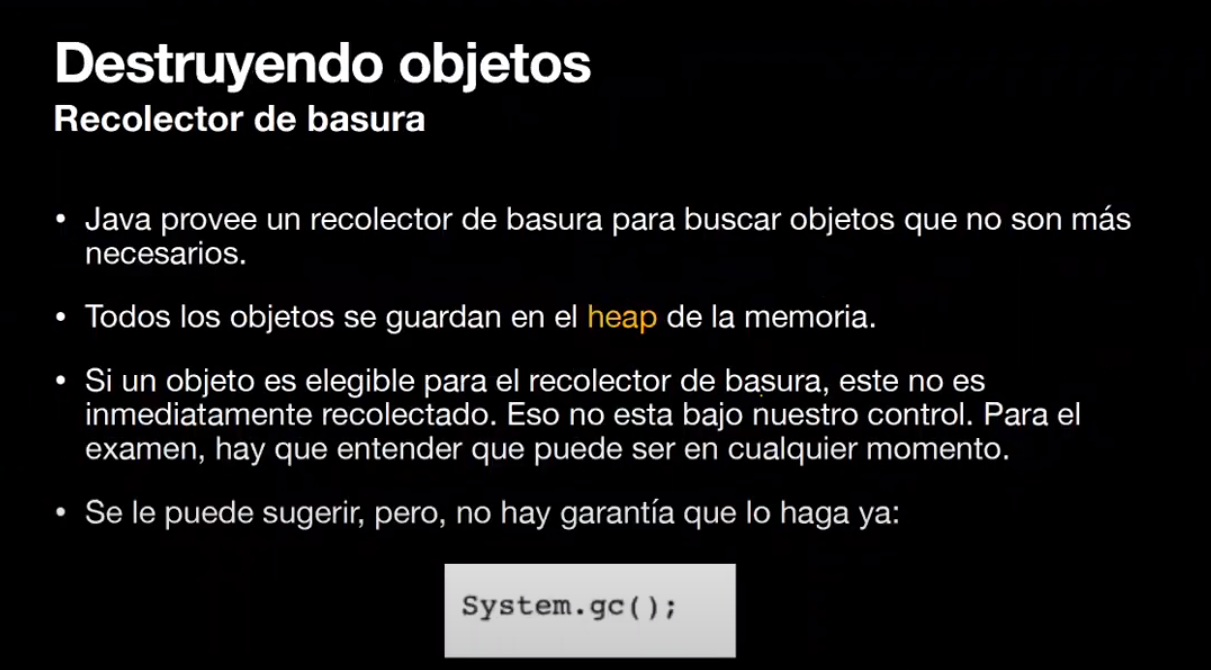 Destruyendo objetos
Recolector de basura
• Java provee un recolector de basura para buscar objetos que no son más
necesarios.
• Todos los objetos se guardan en el heap de la memoria.
• Si un objeto es elegible para el recolector de basura, este no es
inmediatamente recolectado. Eso no esta bajo nuestro control. Para el
examen, hay que entender que puede ser en cualquier momento.
• Se le puede sugerir, pero, no hay garantía que lo haga ya:
System.gc();